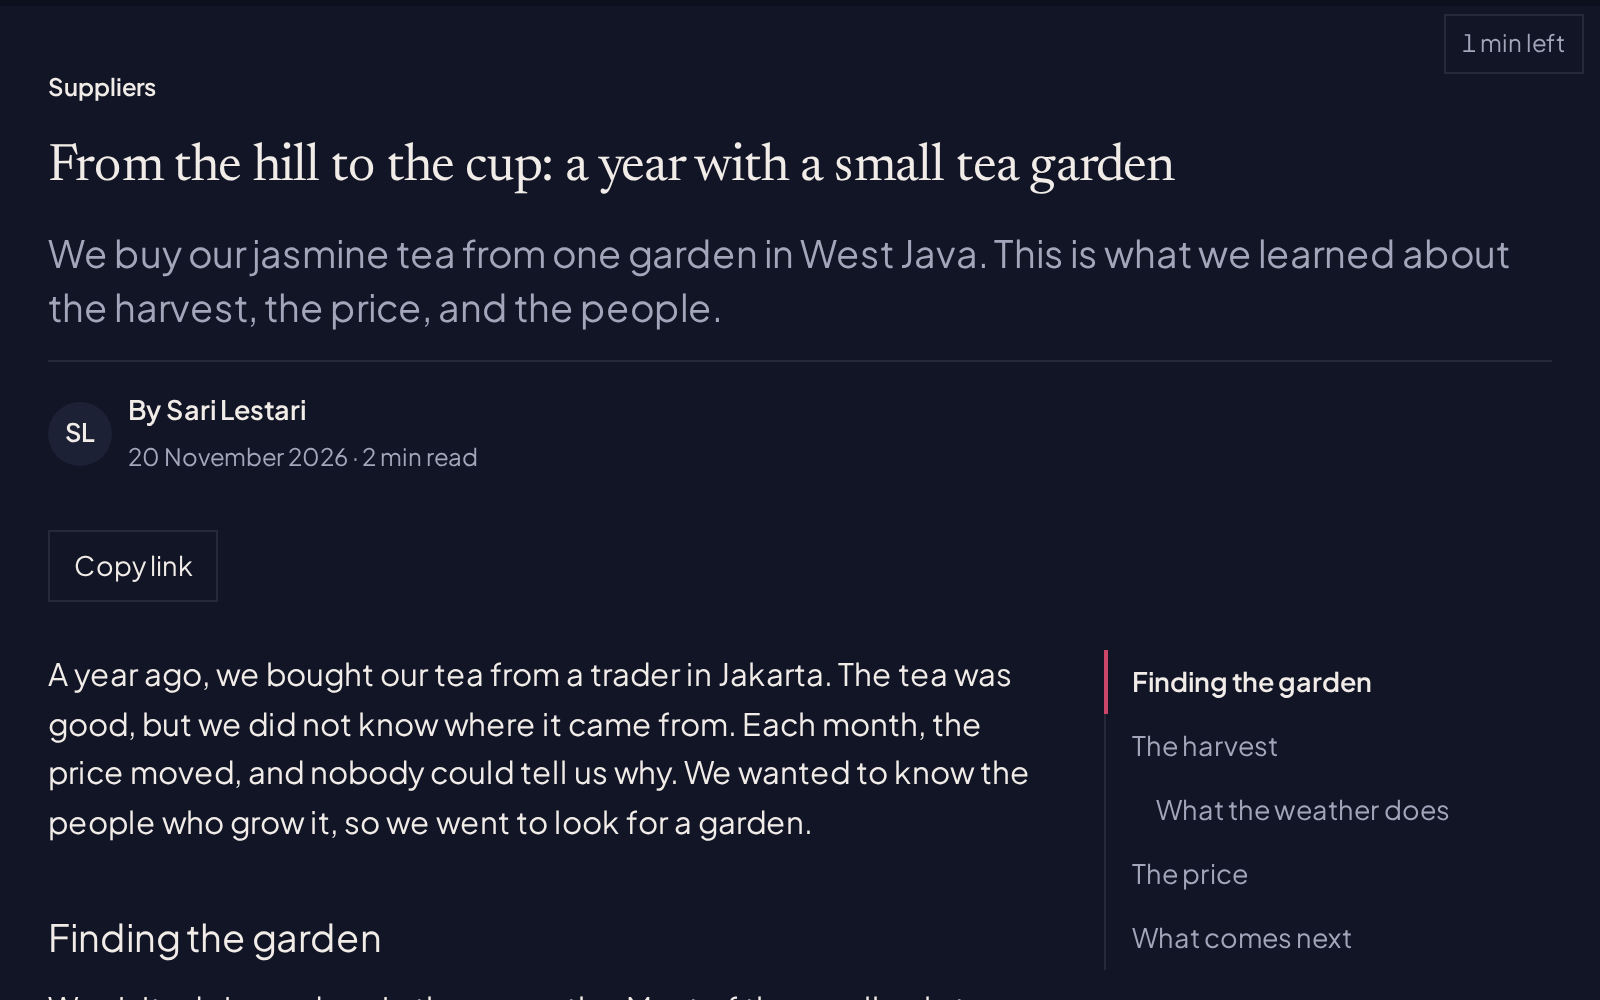 1 min left
Suppliers
From the hill to the cup: a year with a small tea garden
We buy our jasmine tea from one garden in West Java. This is what we learned about
the harvest, the price, and the people.
SL
By Sari Lestari
20 November 2026 · 2 min read
Copy link
A year ago, we bought our tea from a trader in Jakarta. The tea was
good, but we did not know where it came from. Each month, the
price moved, and nobody could tell us why. We wanted to know the
people who grow it, so we went to look for a garden.
Finding the garden
Finding the garden
The harvest
What the weather does
The price
What comes next